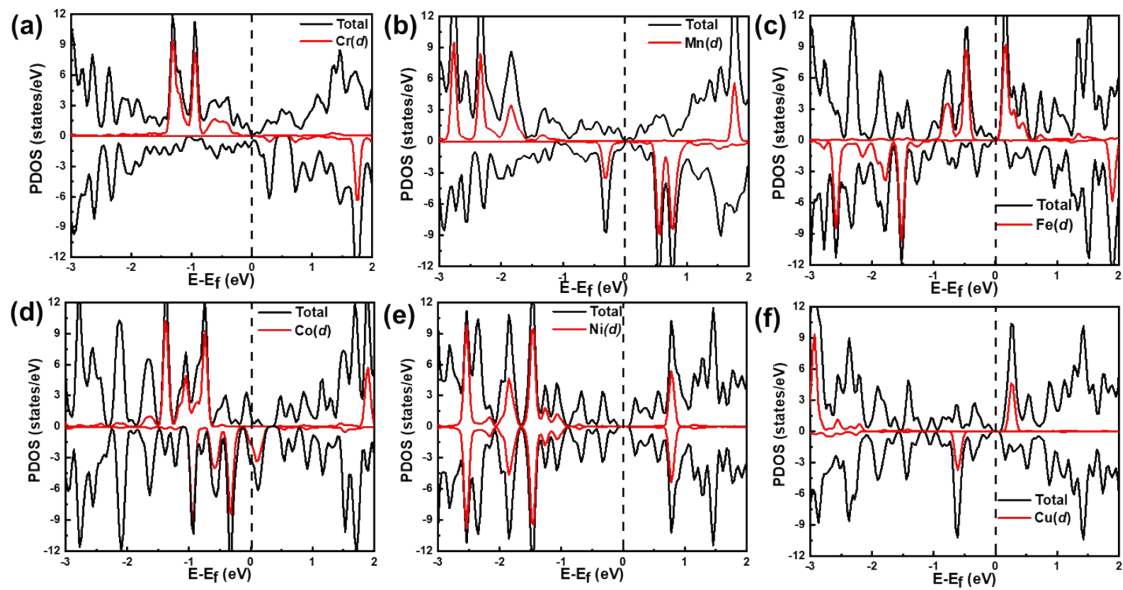 (a)
Total
Cr(d)
PDOS (states/eV)
12
9
6
3
0
-3
-6
-9
-12
-3 -2 -1 0 1 2
E-Ef (eV)
(b)
Total
Mn(d)
PDOS (states/eV)
12
9
6
3
0
-3
-6
-9
-12
-3 -2 -1 0 1 2
E-Ef (eV)
(c)
Total
Fe(d)
PDOS (states/eV)
12
9
6
3
0
-3
-6
-9
-12
-3 -2 -1 0 1 2
E-Ef (eV)
(d)
Total
Co(d)
PDOS (states/eV)
12
9
6
3
0
-3
-6
-9
-12
-3 -2 -1 0 1 2
E-Ef (eV)
(e)
Total
Ni(d)
PDOS (states/eV)
12
9
6
3
0
-3
-6
-9
-12
-3 -2 -1 0 1 2
E-Ef (eV)
(f)
Total
Cu(d)
PDOS (states/eV)
12
9
6
3
0
-3
-6
-9
-12
-3 -2 -1 0 1 2
E-Ef (eV)